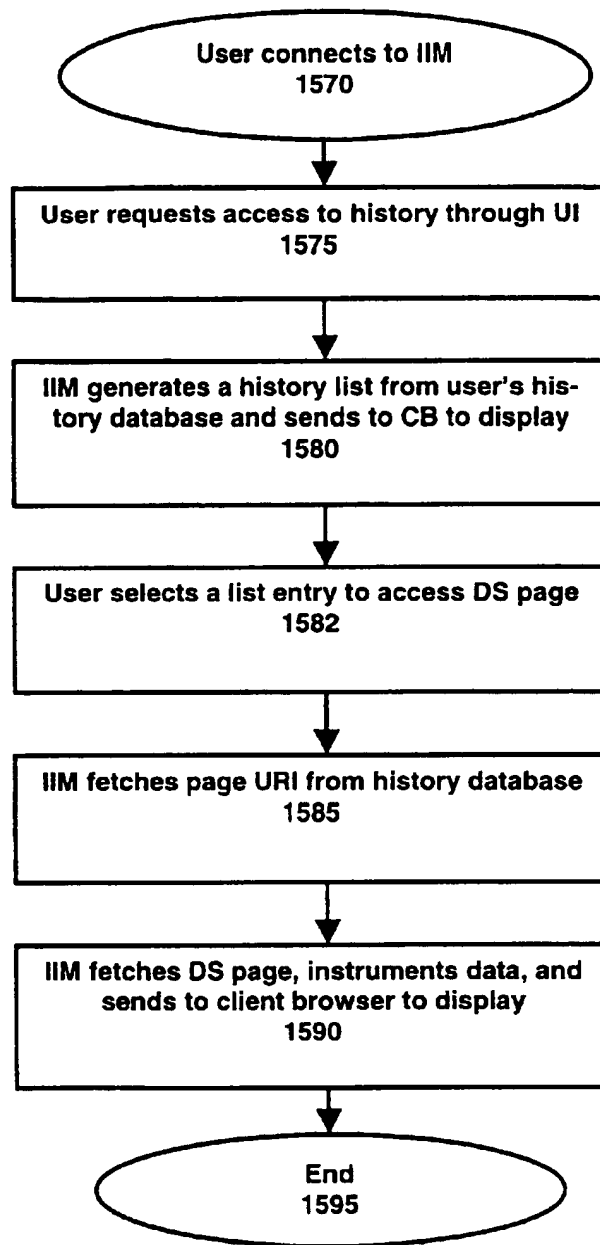 User connects to IIM
1570
User requests access to history through UI
1575
IIM generates a history list from user's his-
tory database and sends to CB to display
1580
User selects a list entry to access DS page
1582
IIM fetches page URI from history database
1585
IIM fetches DS page, instruments data, and
sends to client browser to display
1590
End
1595